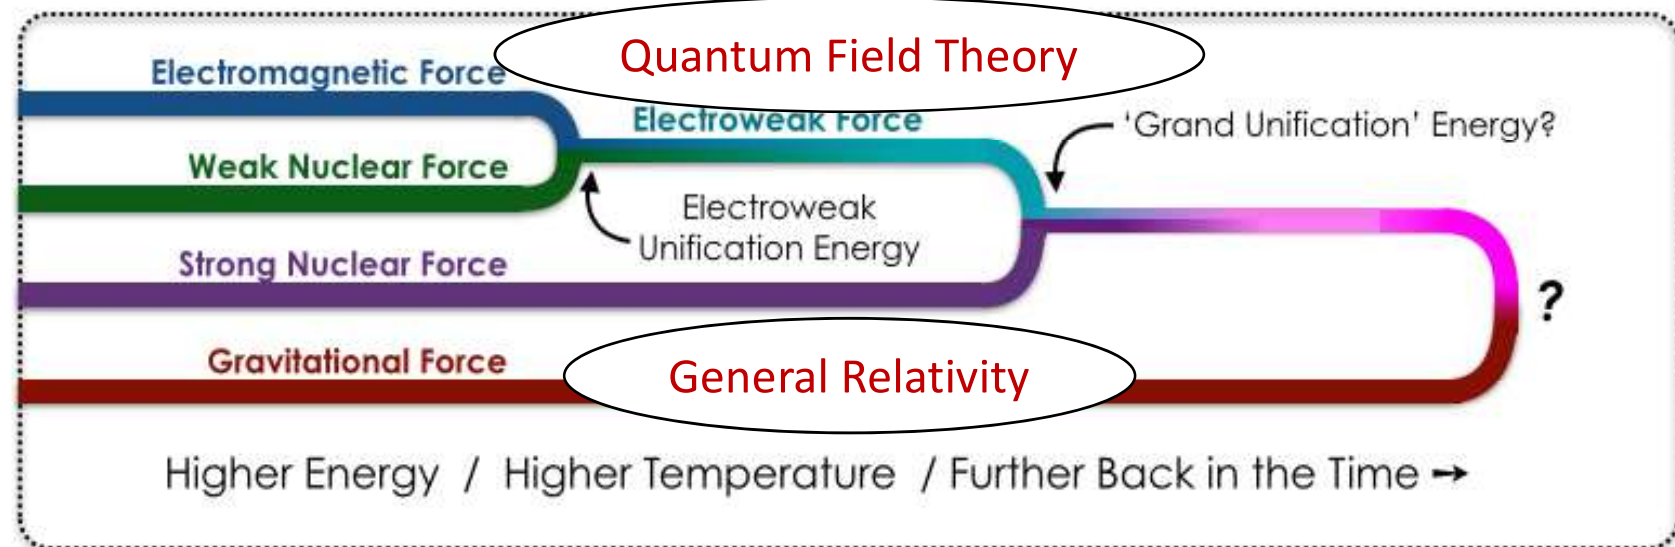 Quantum Field Theory
Electromagnetic Force
Electroweak Force
'Grand Unification' Energy?
Weak Nuclear Force
Electroweak
Unification Energy
Strong Nuclear Force
?
Gravitational Force
General Relativity
Higher Energy / Higher Temperature / Further Back in the Time →